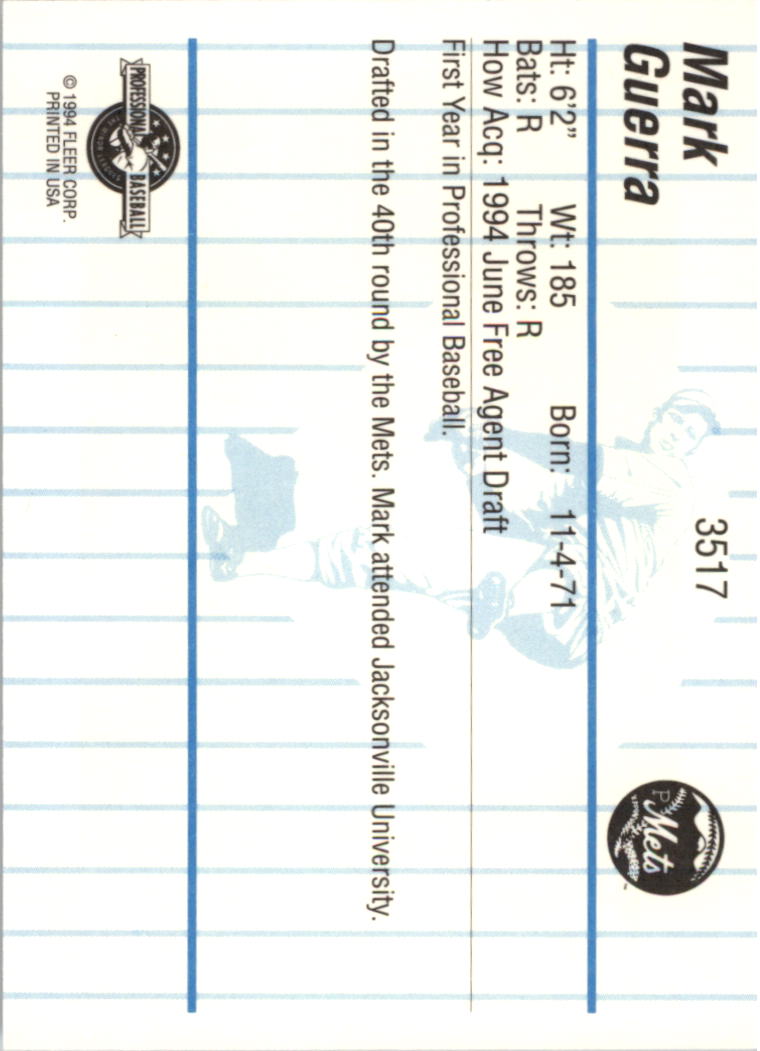 Mark
Guerra
3517
P Mets
™
Ht: 6'2" Wt: 185 Born: 11-4-71
Bats: R Throws: R
How Acq: 1994 June Free Agent Draft
First Year in Professional Baseball.
Drafted in the 40th round by the Mets. Mark attended Jacksonville University.
PROFESSIONAL BASEBALL
© 1994 FLEER CORP.
PRINTED IN USA